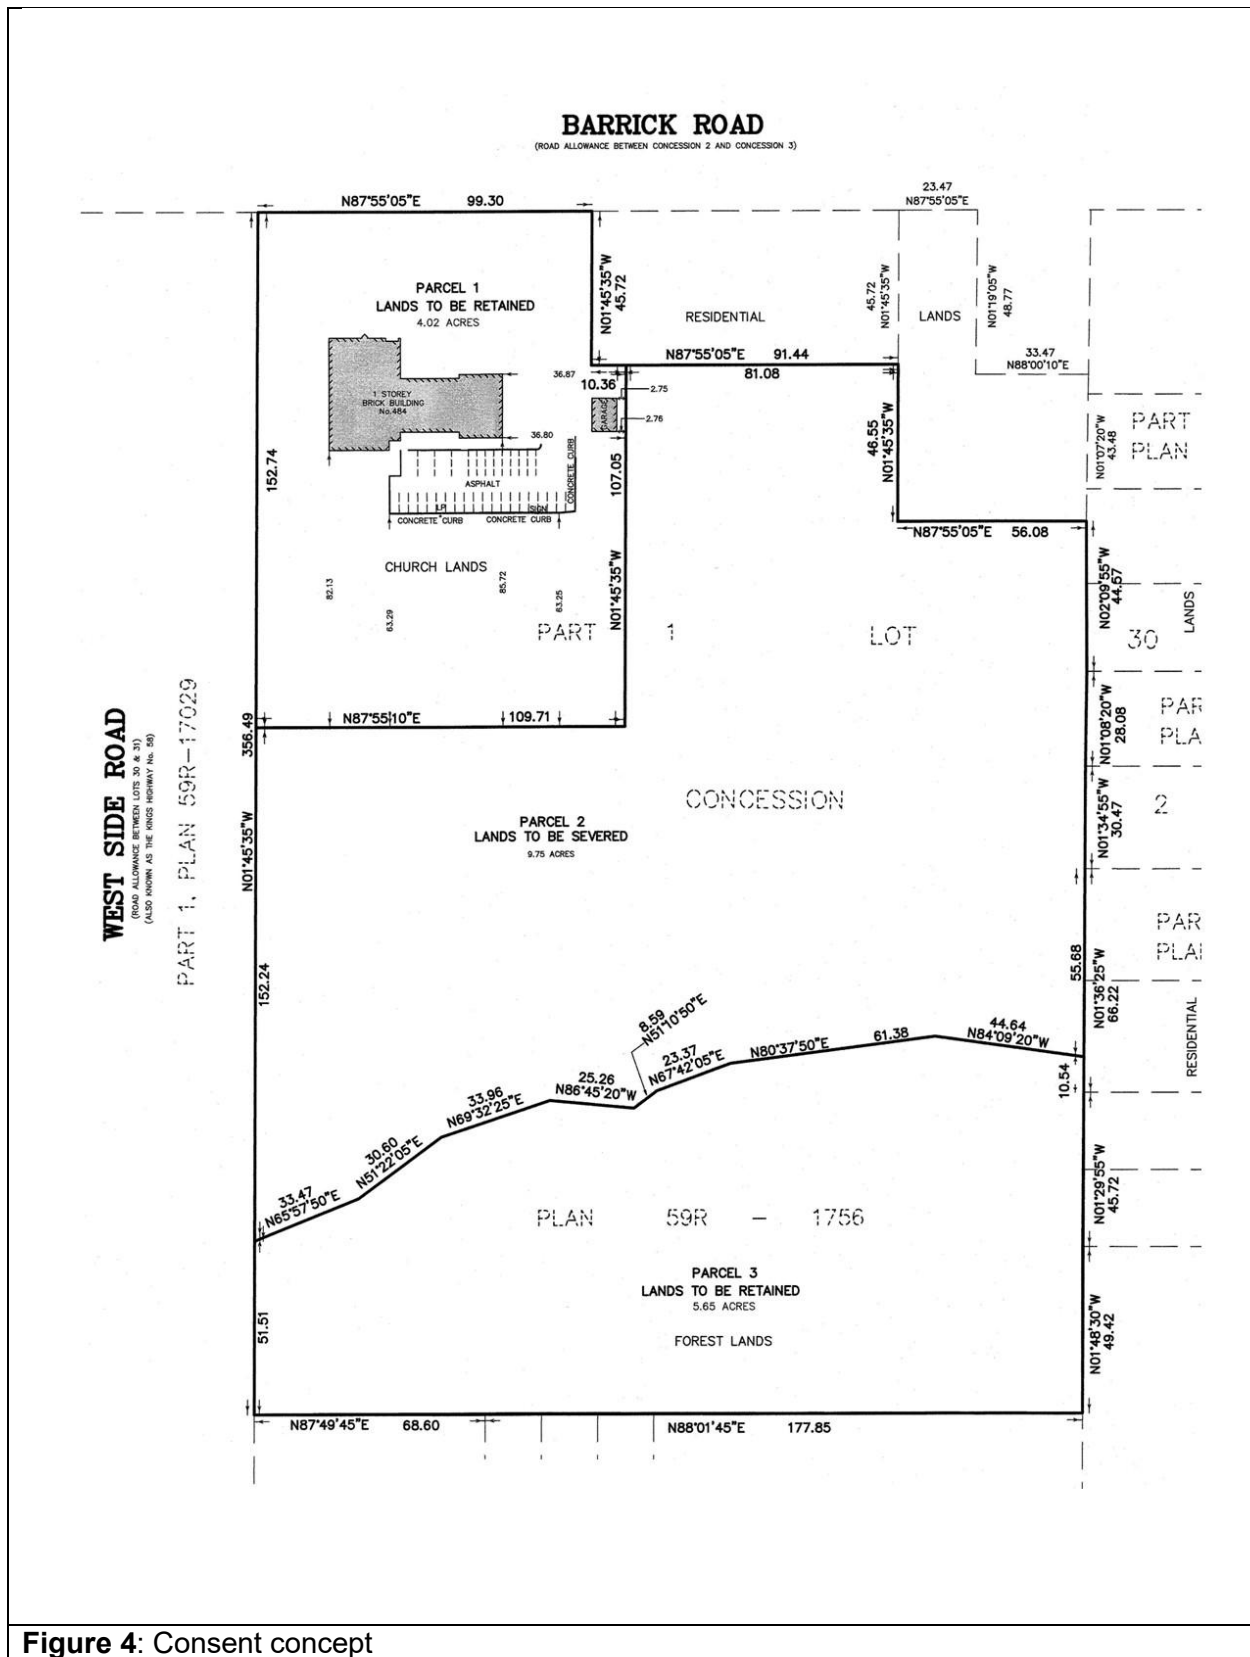 BARRICK ROAD
(ROAD ALLOWANCE BETWEEN CONCESSION 2 AND CONCESSION 3)
23.47
N87°55'05"E
N87°55'05"E 99.30
PARCEL 1
LANDS TO BE RETAINED
4.02 ACRES
N01°45'35"W
45.72
RESIDENTIAL
45.72
N01°45'35"W
LANDS
N01°19'05"W
48.77
33.47
N88°00'10"E
N87°55'05"E 91.44
81.08
36.87
10.36
2.75
2.76
GARAGE
1 STOREY
BRICK BUILDING
No.484
36.80
ASPHALT
CONCRETE CURB
LP
SIGN
CONCRETE CURB
CONCRETE CURB
152.74
107.05
N01°45'35"W
46.55
N01°45'35"W
N01°07'20"W
43.48
PART
PLAN
N87°55'05"E 56.08
CHURCH LANDS
82.13
63.29
85.72
63.25
PART 1
LOT
30
LANDS
N02°09'55"W
44.57
N01°08'20"W
28.08
PAR
PLA
N87°55'10"E 109.71
WEST SIDE ROAD
(ROAD ALLOWANCE BETWEEN LOTS 30 & 31)
(ALSO KNOWN AS THE KINGS HIGHWAY No. 58)
PART 1, PLAN 59R-17029
356.49
N01°45'35"W
CONCESSION
2
N01°34'55"W
30.47
PARCEL 2
LANDS TO BE SEVERED
9.75 ACRES
PAR
PLAI
152.24
55.68
N01°36'25"W
66.22
RESIDENTIAL
8.59
N51°10'50"E
23.37
N67°42'05"E
N80°37'50"E 61.38
44.64
N84°09'20"W
10.54
25.26
N86°45'20"W
33.96
N69°32'25"E
30.60
N51°22'05"E
33.47
N65°57'50"E
N01°29'55"W
45.72
PLAN 59R - 1756
PARCEL 3
LANDS TO BE RETAINED
5.65 ACRES
FOREST LANDS
51.51
N01°48'30"W
49.42
N87°49'45"E 68.60
N88°01'45"E 177.85
Figure 4: Consent concept